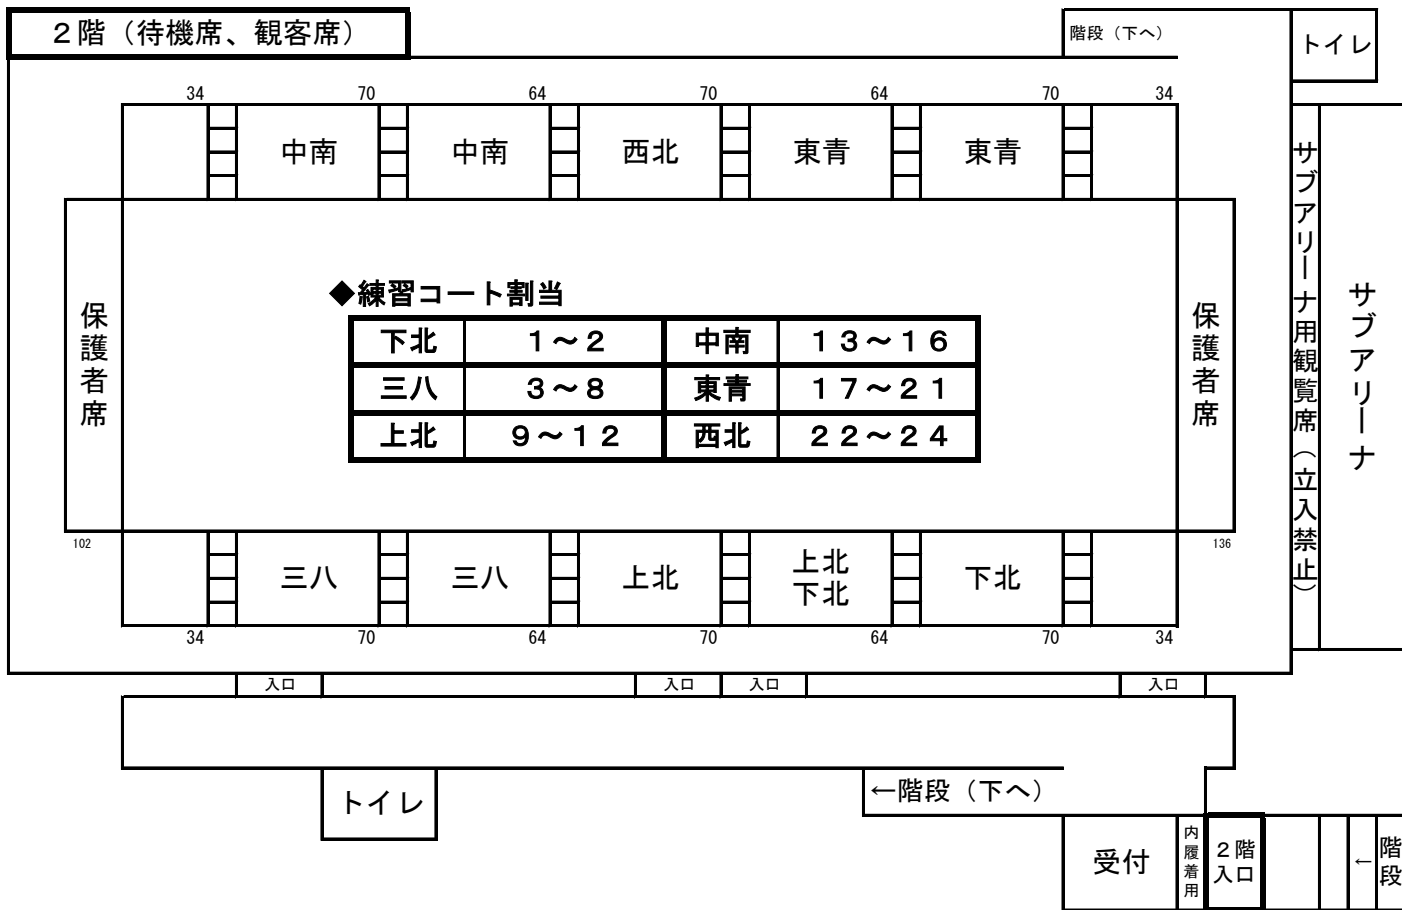 ２階（待機席、観客席）
階段（下へ）
トイレ
34 70 64 70 64 70 34
中南 中南 西北 東青 東青
保護者席
◆練習コート割当
下北 １～２ 中南 １３～１６
三八 ３～８ 東青 １７～２１
上北 ９～１２ 西北 ２２～２４
保護者席
サブアリーナ用観覧席（立入禁止）
サブアリーナ
102
136
三八 三八 上北 上北 下北
下北
34 70 64 70 64 70 34
入口 入口 入口 入口
トイレ
←階段（下へ）
受付
内履着用
２階
入口
←
階段